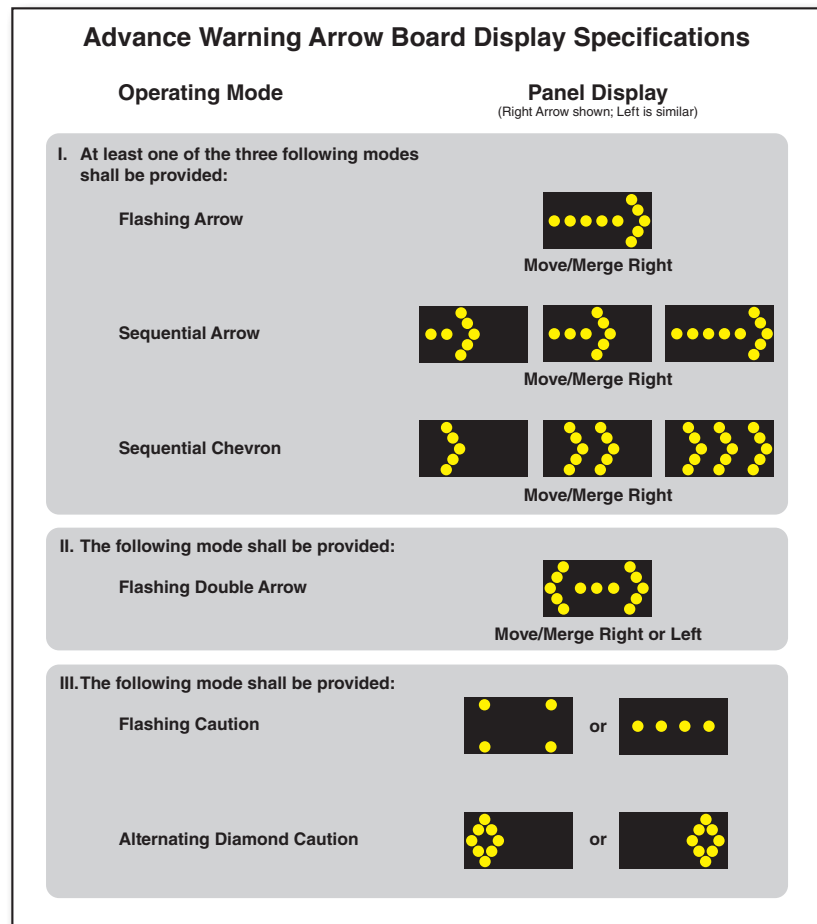 Advance Warning Arrow Board Display Specifications
Operating Mode
Panel Display
(Right Arrow shown; Left is similar)
I. At least one of the three following modes
shall be provided:
Flashing Arrow
Move/Merge Right
Sequential Arrow
Move/Merge Right
Sequential Chevron
Move/Merge Right
II. The following mode shall be provided:
Flashing Double Arrow
Move/Merge Right or Left
III. The following mode shall be provided:
Flashing Caution
or
Alternating Diamond Caution
or